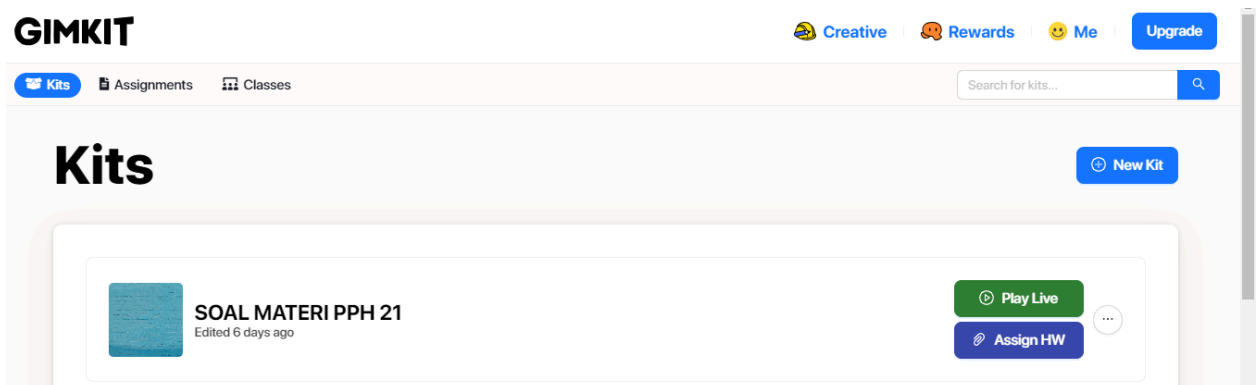 GIMKIT
Creative
Rewards
Me
Upgrade
Kits
Assignments
Classes
Search for kits...
Kits
New Kit
SOAL MATERI PPH 21
Edited 6 days ago
Play Live
Assign HW